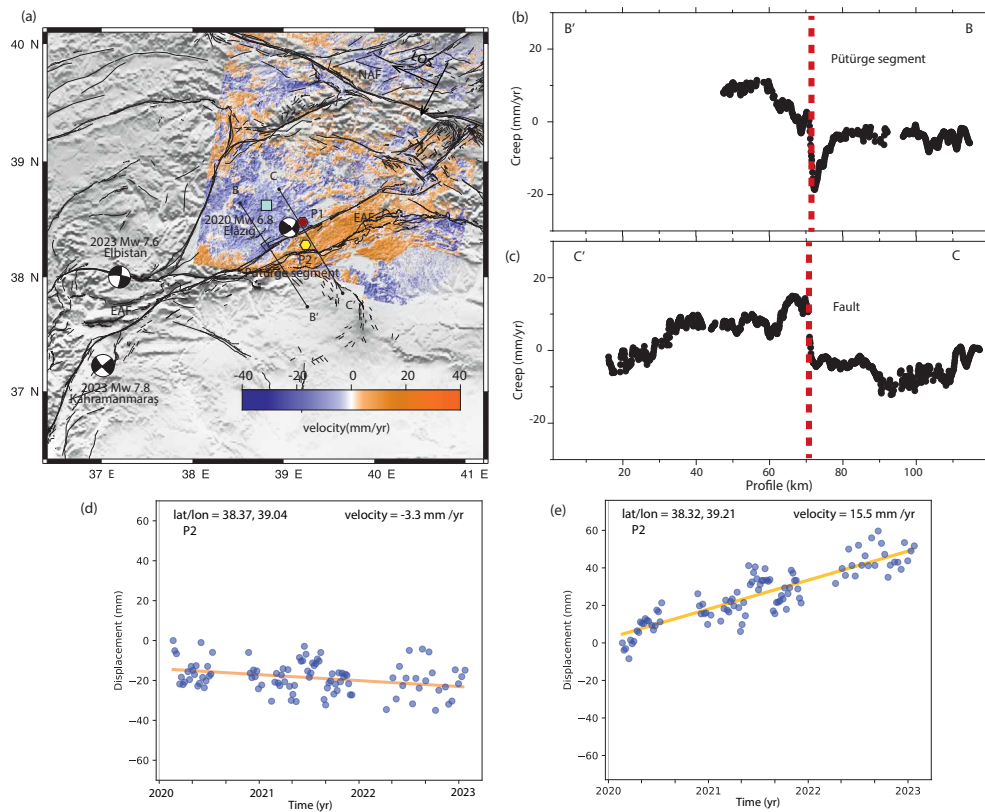 (a)
40 N
39 N
38 N
37 N
37 E
38 E
39 E
40 E
41 E
LOS
NAF
C
B
P1
2020 Mw 6.8
Elazığ
EAF
P2
Pütürge segment
2023 Mw 7.6
Elbistan
EAF
C'
B'
2023 Mw 7.8
Kahramanmaraş
-40
-20
0
20
40
velocity(mm/yr)
(b)
B'
B
Pütürge segment
Creep (mm/yr)
20
0
-20
(c)
C'
C
Fault
Creep (mm/yr)
20
0
-20
20
40
60
80
100
Profile (km)
(d)
lat/lon = 38.37, 39.04
velocity = -3.3 mm /yr
P2
Displacement (mm)
60
40
20
0
−20
−40
−60
2020
2021
2022
2023
Time (yr)
(e)
lat/lon = 38.32, 39.21
velocity = 15.5 mm /yr
P2
Displacement (mm)
60
40
20
0
−20
−40
−60
2020
2021
2022
2023
Time (yr)